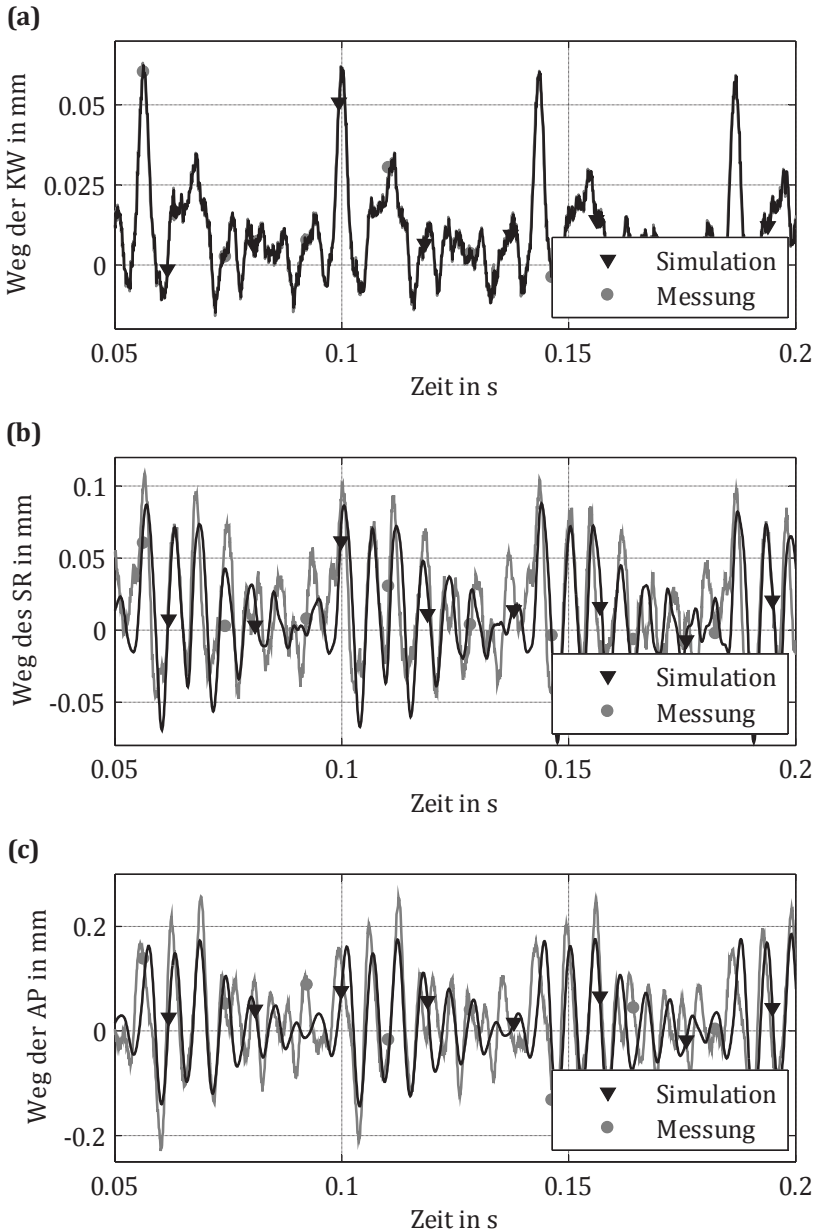 (a)
Weg der KW in mm
0.05
0.025
0
Simulation
Messung
0.05
0.1
0.15
0.2
Zeit in s
(b)
Weg des SR in mm
0.1
0.05
0
-0.05
Simulation
Messung
0.05
0.1
0.15
0.2
Zeit in s
(c)
Weg der AP in mm
0.2
0
-0.2
Simulation
Messung
0.05
0.1
0.15
0.2
Zeit in s